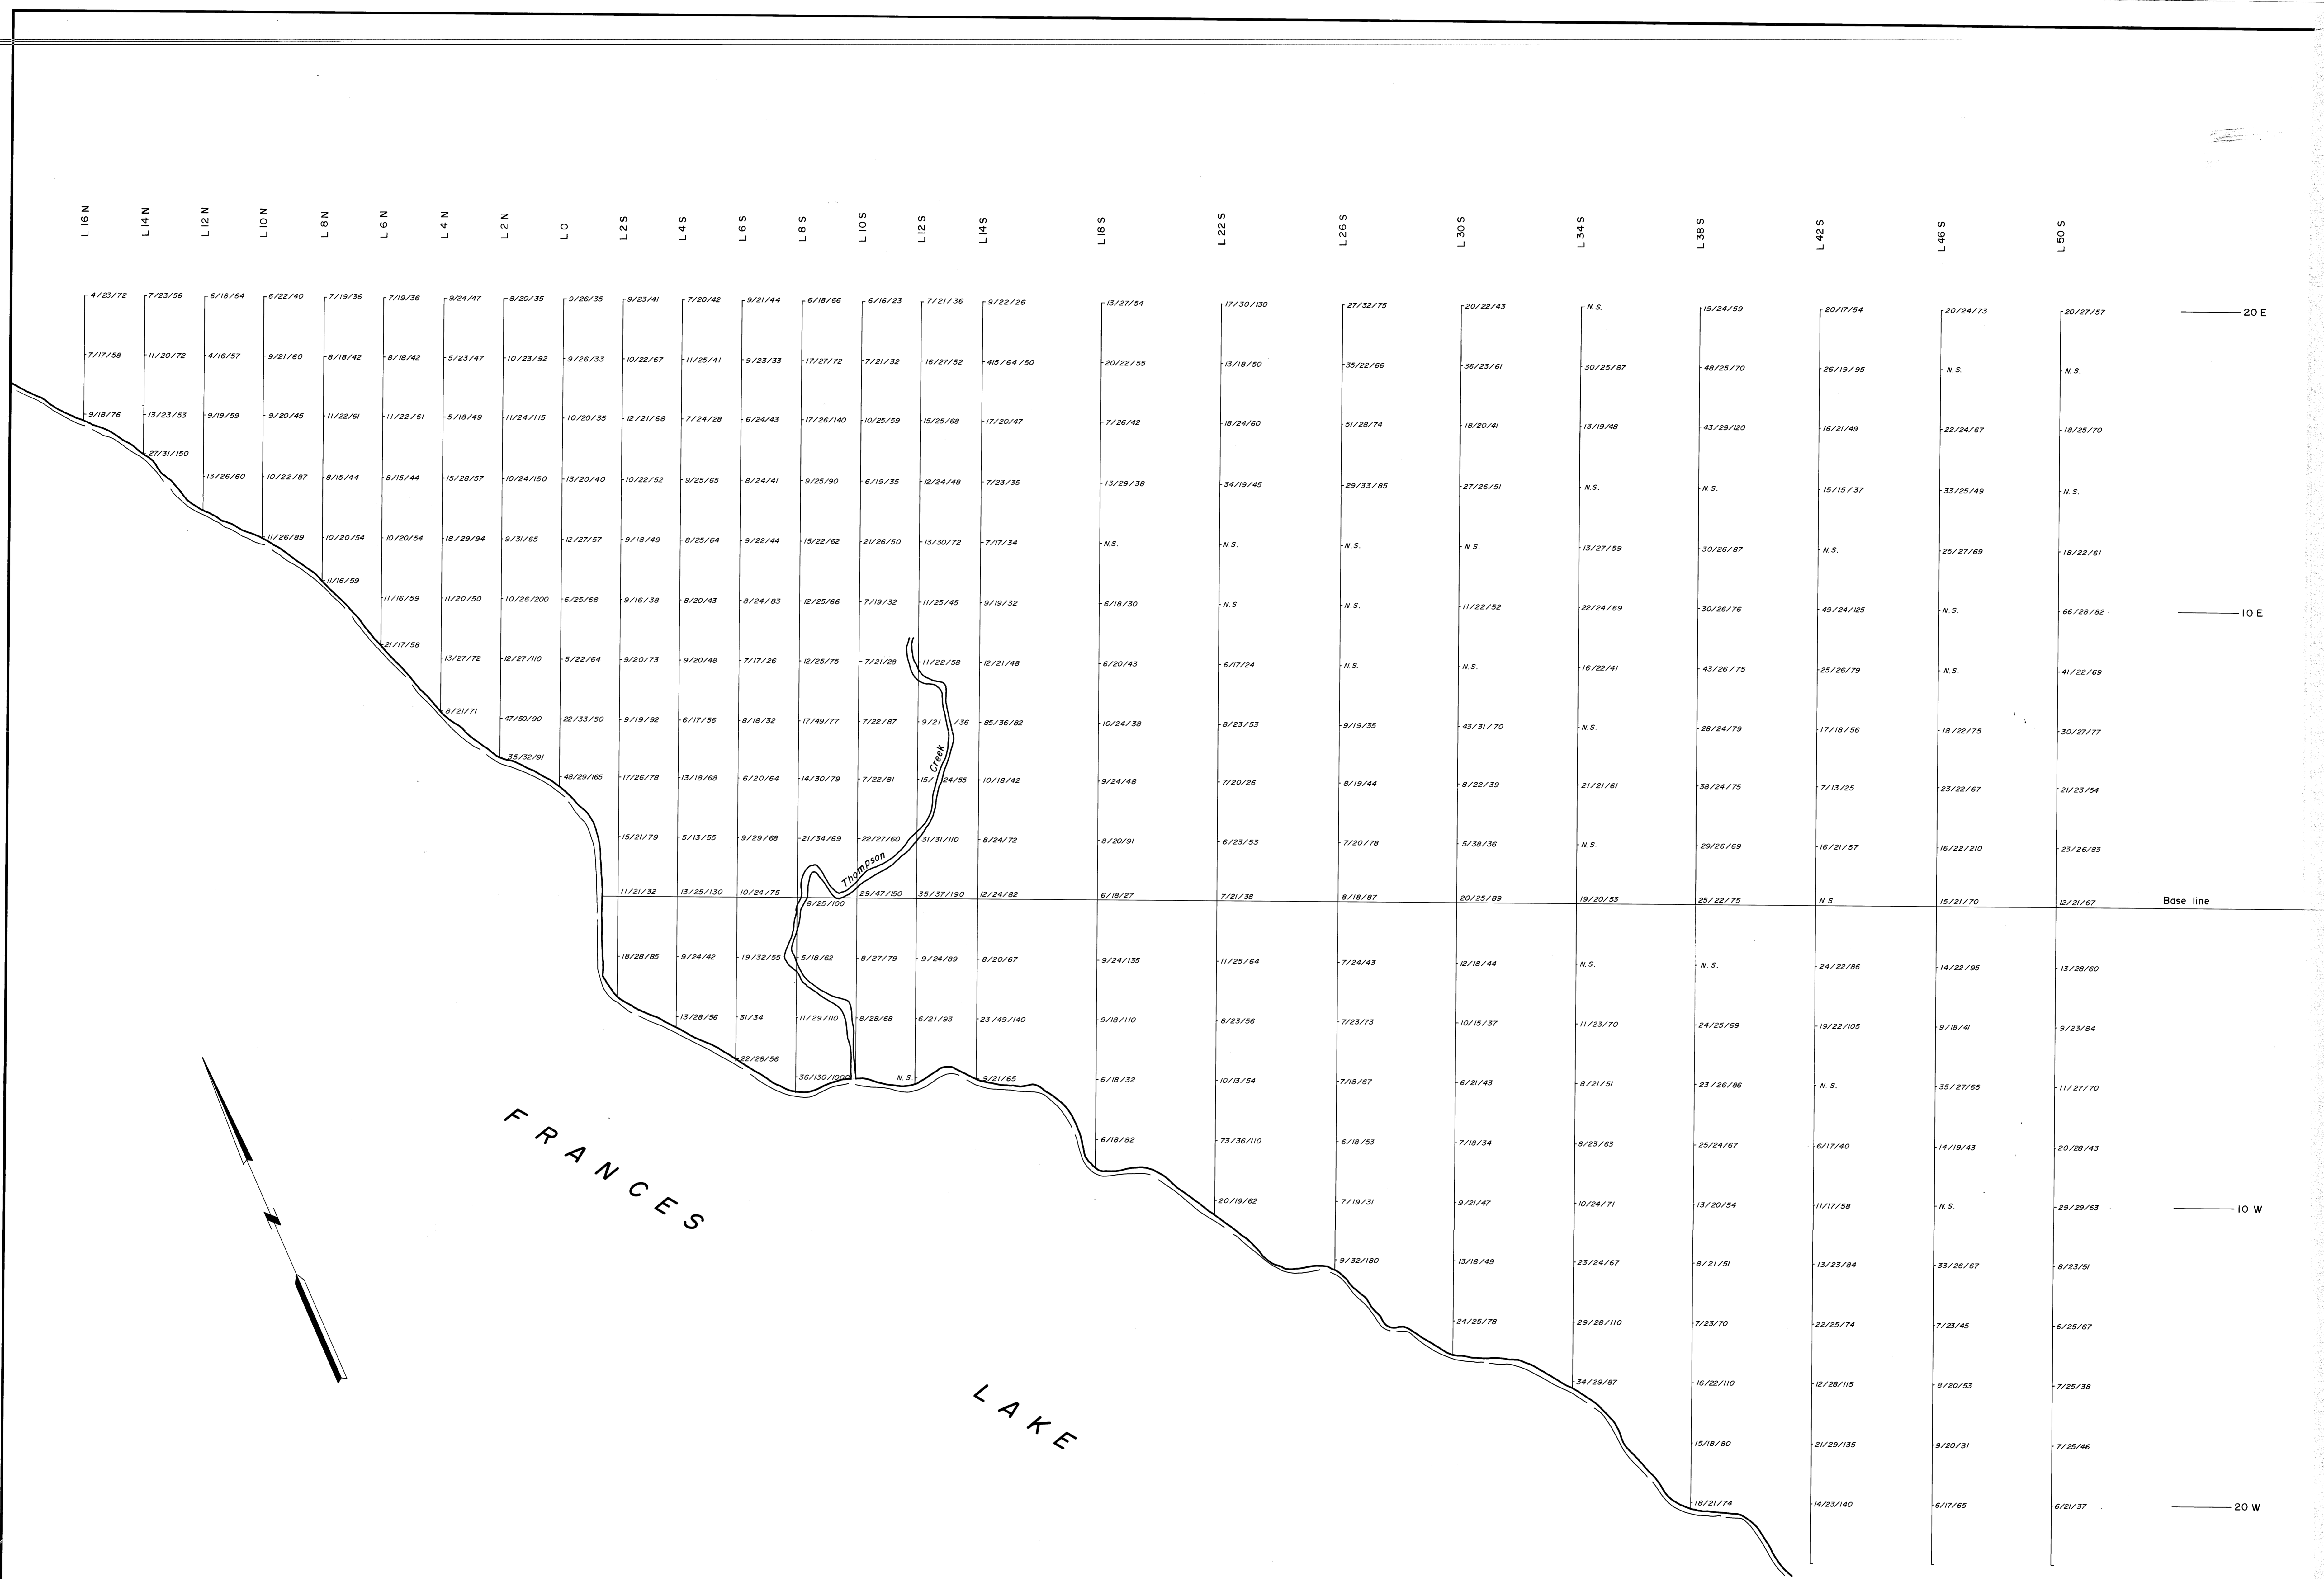 L 16 N L 14 N L 12 N L 10 N L 8 N L 6 N L 4 N L 2 N L 0 L 2 S L 4 S L 6 S L 8 S L 10 S L 12 S L 14 S L 18 S L 22 S L 26 S L 30 S L 34 S L 38 S L 42 S L 46 S L 50 S
4/23/72 7/23/56 6/18/64 6/22/40 7/19/36 7/19/36 9/24/47 8/20/35 9/26/35 9/23/41 7/20/42 9/21/44 6/18/66 6/16/23 7/21/36 9/22/26 13/27/54 17/30/130 27/32/75 20/22/43 N.S. 19/24/59 20/17/54 20/24/73 20/27/57 20 E
7/17/58 11/20/72 4/16/57 9/21/60 8/18/42 8/18/42 5/23/47 10/23/92 9/26/33 10/22/67 11/25/41 9/23/33 17/27/72 7/21/32 16/27/52 415/64/50 20/22/55 13/18/50 35/22/66 36/23/61 30/25/87 48/25/70 26/19/95 N.S. N.S.
9/18/76 13/23/53 9/19/59 9/20/45 11/22/61 11/22/61 5/18/49 11/24/115 10/20/35 12/21/68 7/24/28 6/24/43 17/26/140 10/25/59 15/25/68 17/20/47 7/26/42 18/24/60 51/28/74 18/20/41 13/19/48 43/29/120 16/21/49 22/24/67 18/25/70
27/31/150
13/26/60 10/22/87 8/15/44 8/15/44 15/28/57 10/24/150 13/20/40 10/22/52 9/25/65 8/24/41 9/25/90 6/19/35 12/24/48 7/23/35 13/29/38 34/19/45 29/33/85 27/26/51 N.S. N.S. 15/15/37 33/25/49 N.S.
11/26/89 10/20/54 10/20/54 18/29/94 9/31/65 12/27/57 9/18/49 8/25/64 9/22/44 15/22/62 21/26/50 13/30/72 7/17/34 N.S. N.S. N.S. N.S. 13/27/59 30/26/87 N.S. 25/27/69 18/22/61
11/16/59
11/16/59 11/20/50 10/26/200 6/25/68 9/16/38 8/20/43 8/24/83 12/25/66 7/19/32 11/25/45 9/19/32 6/18/30 N.S N.S. 11/22/52 22/24/69 30/26/76 49/24/125 N.S. 66/28/82 10 E
21/17/58
13/27/72 12/27/110 5/22/64 9/20/73 9/20/48 7/17/26 12/25/75 7/21/28 11/22/58 12/21/48 6/20/43 6/17/24 N.S. N.S. 16/22/41 43/26/75 25/26/79 N.S. 41/22/69
8/21/71
47/50/90 22/33/50 9/19/92 6/17/56 8/18/32 17/49/77 7/22/87 9/21/36 85/36/82 10/24/38 8/23/53 9/19/35 43/31/70 N.S. 28/24/79 17/18/56 18/22/75 30/27/77
35/32/91
Creek
48/29/165 17/26/78 13/18/68 6/20/64 14/30/79 7/22/81 15/24/55 10/18/42 9/24/48 7/20/26 8/19/44 8/22/39 21/21/61 38/24/75 7/13/25 23/22/67 21/23/54
15/21/79 5/13/55 9/29/68 21/34/69 22/27/60 31/31/110 8/24/72 8/20/91 6/23/53 7/20/78 5/38/36 N.S. 29/26/69 16/21/57 16/22/210 23/26/83
Thompson
11/21/32 13/25/130 10/24/75 8/25/100 29/47/150 35/37/190 12/24/82 6/18/27 7/21/38 8/18/87 20/25/89 19/20/53 25/22/75 N.S. 15/21/70 12/21/67 Base line
18/28/85 9/24/42 19/32/55 5/18/62 8/27/79 9/24/89 8/20/67 9/24/135 11/25/64 7/24/43 12/18/44 N.S. N.S. 24/22/86 14/22/95 13/28/60
13/28/56 31/34 11/29/110 8/28/68 6/21/93 23/49/140 9/18/110 8/23/56 7/23/73 10/15/37 11/23/70 24/25/69 19/22/105 9/18/41 9/23/84
22/28/56
36/130/1000 N.S. 9/21/65 6/18/32 10/13/54 7/18/67 6/21/43 8/21/51 23/26/86 N.S. 35/27/65 11/27/70
6/18/82 73/36/110 6/18/53 7/18/34 8/23/63 25/24/67 6/17/40 14/19/43 20/28/43
20/19/62 7/19/31 9/21/47 10/24/71 13/20/54 11/17/58 N.S. 29/29/63 10 W
FRANCES
9/32/180 13/18/49 23/24/67 8/21/51 13/23/84 33/26/67 8/23/51
24/25/78 29/28/110 7/23/70 22/25/74 7/23/45 6/25/67
34/29/87 16/22/110 12/28/115 8/20/53 7/25/38
LAKE
15/18/80 21/29/135 9/20/31 7/25/46
18/21/74 14/23/140 6/17/65 6/21/37 20 W